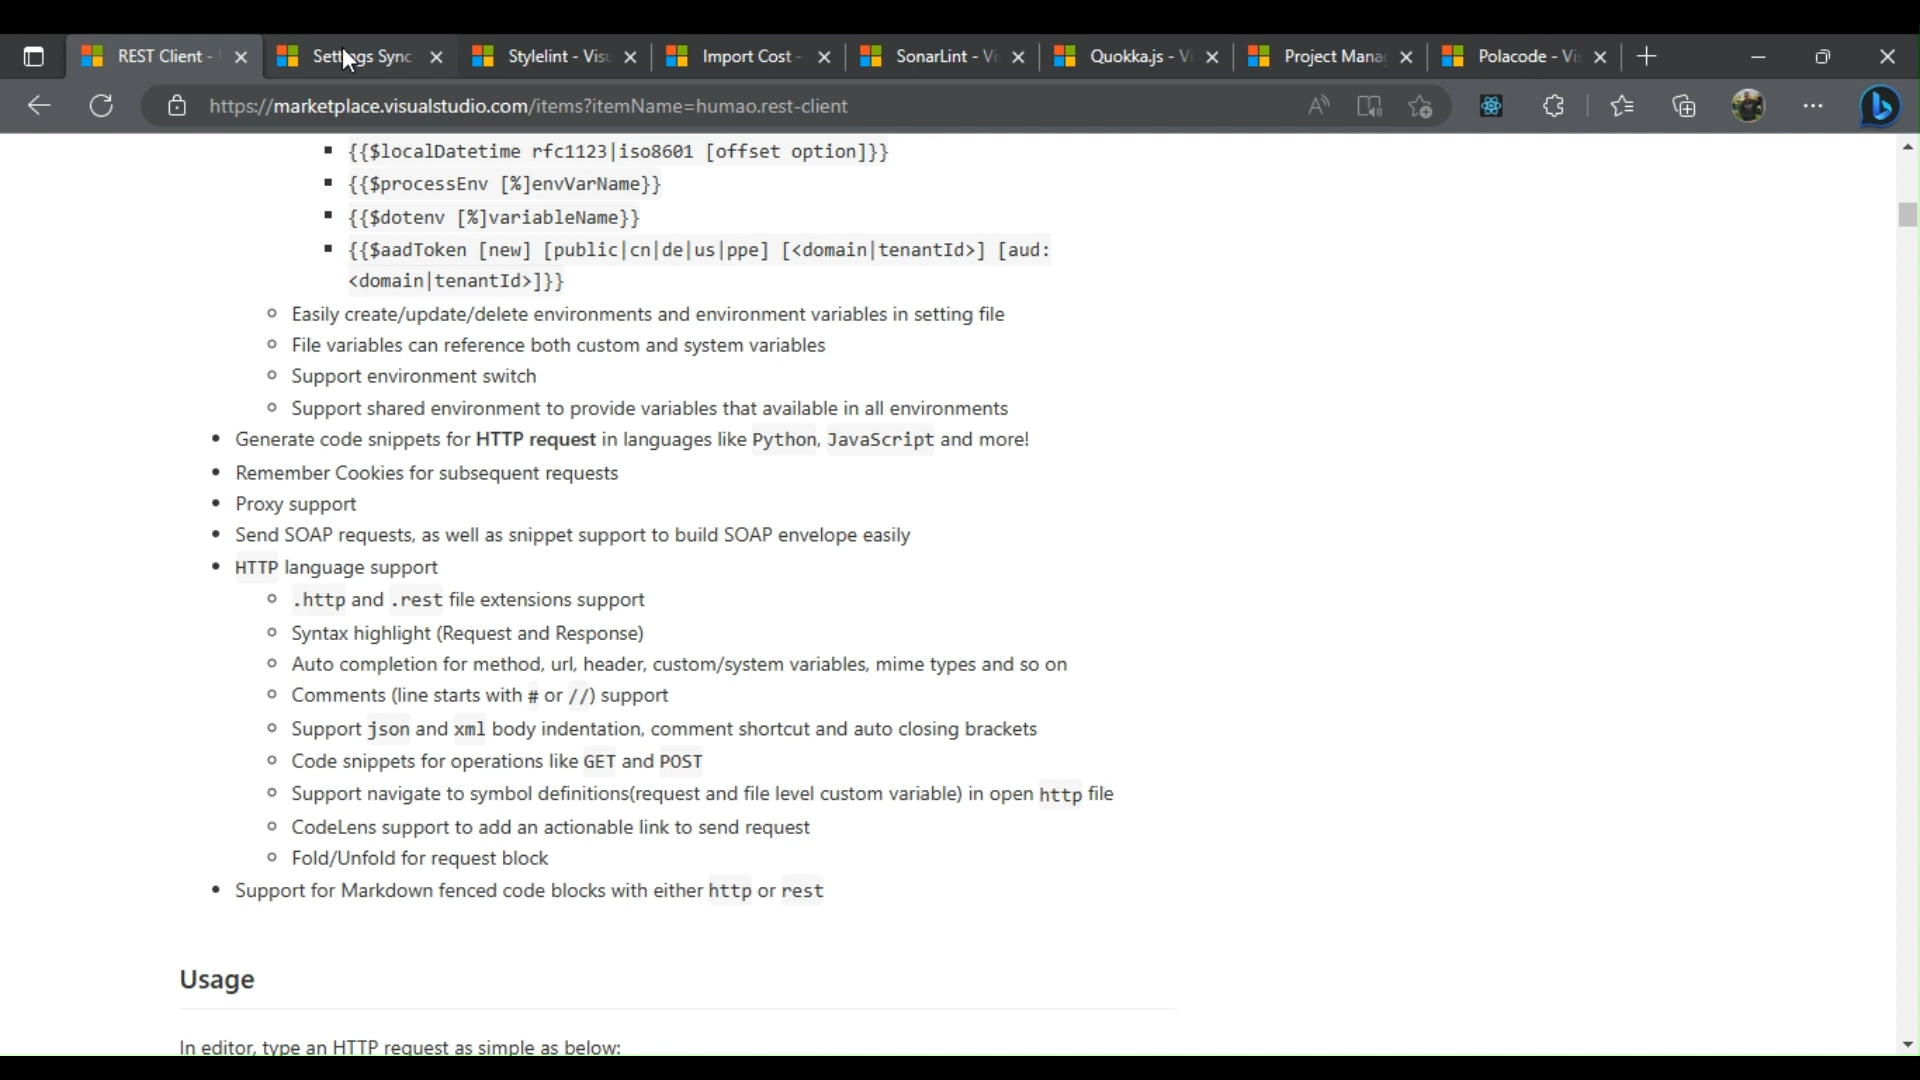 REST Client -
Settings Sync
Stylelint - Visu
Import Cost -
SonarLint - Vi
Quokka.js - Vi
Project Mana
Polacode - Vis
https://marketplace.visualstudio.com/items?itemName=humao.rest-client
{{$localDatetime rfc1123|iso8601 [offset option]}}
{{$processEnv [%]envVarName}}
{{$dotenv [%]variableName}}
{{$aadToken [new] [public|cn|de|us|ppe] [<domain|tenantId>] [aud:
<domain|tenantId>]}}
Easily create/update/delete environments and environment variables in setting file
File variables can reference both custom and system variables
Support environment switch
Support shared environment to provide variables that available in all environments
Generate code snippets for HTTP request in languages like Python, JavaScript and more!
Remember Cookies for subsequent requests
Proxy support
Send SOAP requests, as well as snippet support to build SOAP envelope easily
HTTP language support
.http and .rest file extensions support
Syntax highlight (Request and Response)
Auto completion for method, url, header, custom/system variables, mime types and so on
Comments (line starts with # or //) support
Support json and xml body indentation, comment shortcut and auto closing brackets
Code snippets for operations like GET and POST
Support navigate to symbol definitions(request and file level custom variable) in open http file
CodeLens support to add an actionable link to send request
Fold/Unfold for request block
Support for Markdown fenced code blocks with either http or rest
Usage
In editor, type an HTTP request as simple as below: